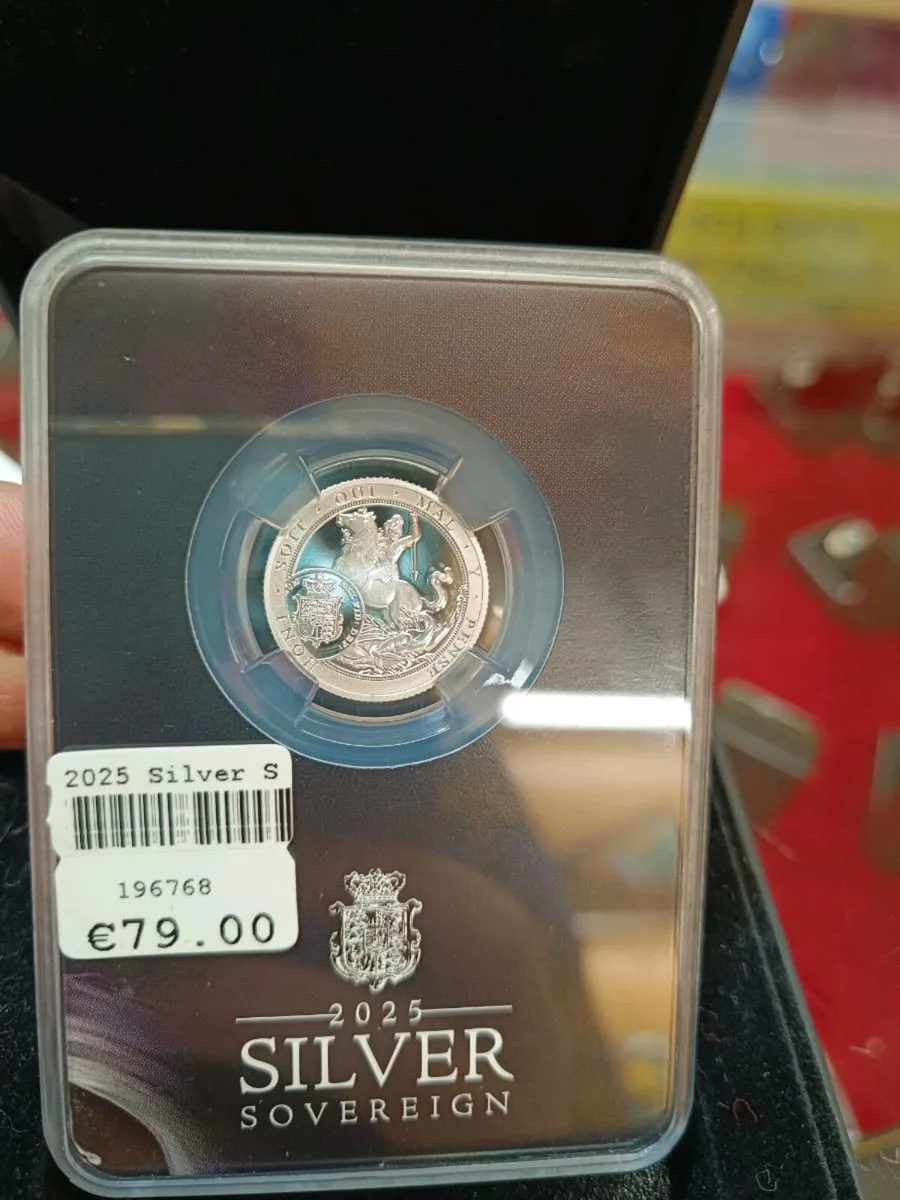 HONI · SOIT · QUI · MAL · Y · PENSE
2025 Silver S
196768
€79.00
2025
SILVER
SOVEREIGN